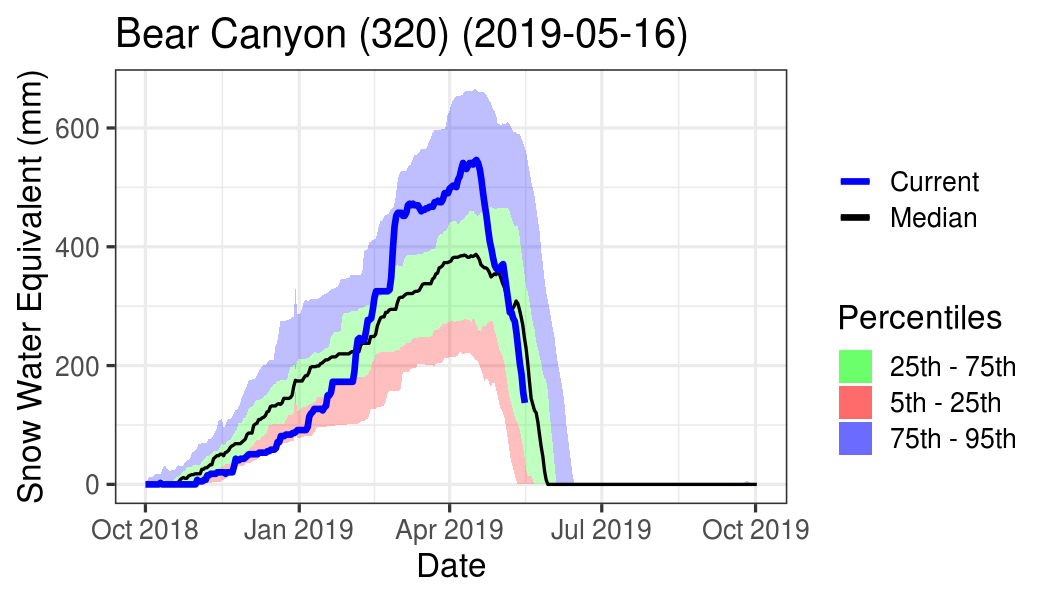 Bear Canyon (320) (2019-05-16)
Snow Water Equivalent (mm)
600
400
200
0
Oct 2018
Jan 2019
Apr 2019
Jul 2019
Oct 2019
Date
Current
Median
Percentiles
25th - 75th
5th - 25th
75th - 95th